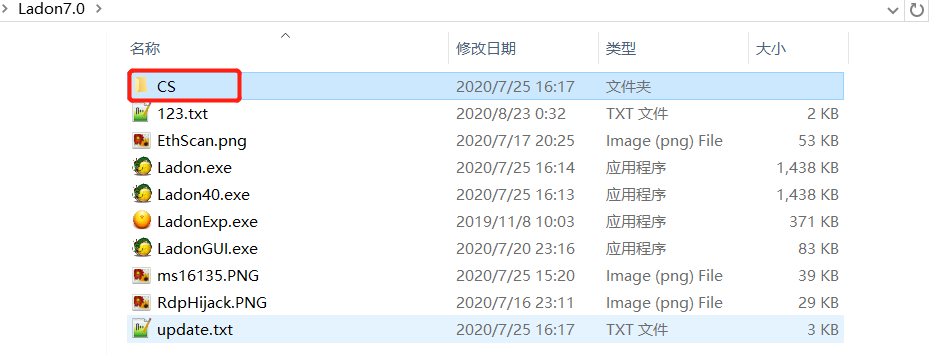 Ladon7.0
名称 修改日期 类型 大小
CS 2020/7/25 16:17 文件夹
123.txt 2020/8/23 0:32 TXT 文件 2 KB
EthScan.png 2020/7/17 20:25 Image (png) File 53 KB
Ladon.exe 2020/7/25 16:14 应用程序 1,438 KB
Ladon40.exe 2020/7/25 16:13 应用程序 1,438 KB
LadonExp.exe 2019/11/8 10:03 应用程序 371 KB
LadonGUI.exe 2020/7/20 23:16 应用程序 83 KB
ms16135.PNG 2020/7/25 15:20 Image (png) File 39 KB
RdpHijack.PNG 2020/7/16 23:11 Image (png) File 29 KB
update.txt 2020/7/25 16:17 TXT 文件 3 KB